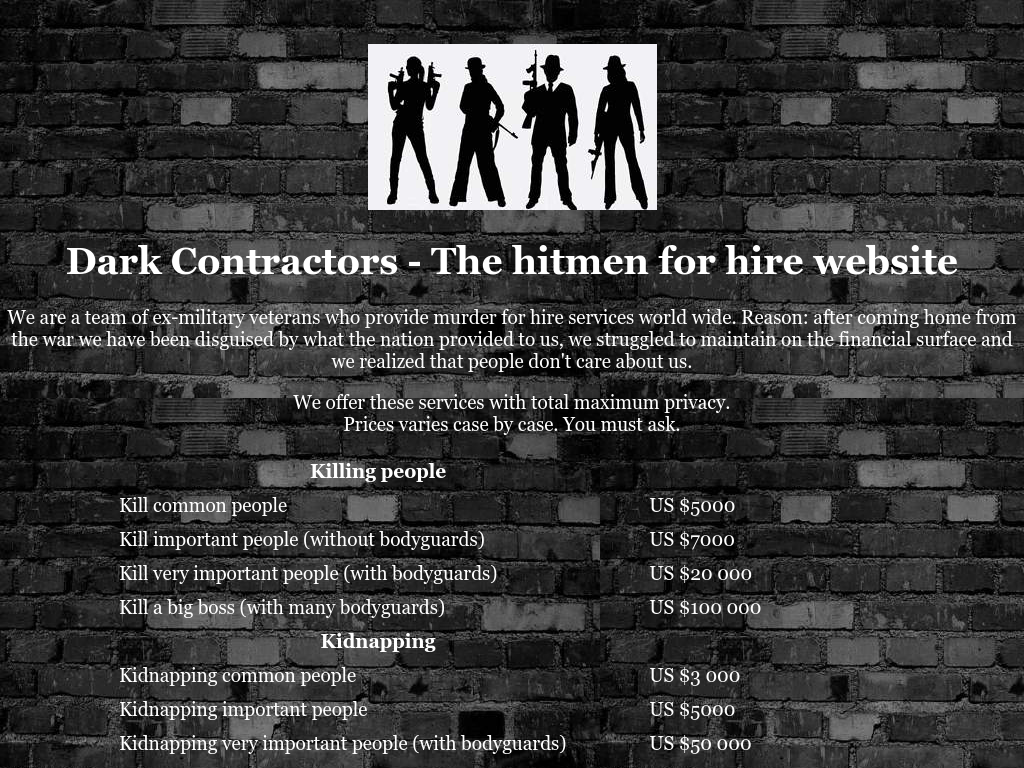 Dark Contractors - The hitmen for hire website
We are a team of ex-military veterans who provide murder for hire services world wide. Reason: after coming home from
the war we have been disguised by what the nation provided to us, we struggled to maintain on the financial surface and
we realized that people don't care about us.
We offer these services with total maximum privacy.
Prices varies case by case. You must ask.
Killing people
Kill common people US $5000
Kill important people (without bodyguards) US $7000
Kill very important people (with bodyguards) US $20 000
Kill a big boss (with many bodyguards) US $100 000
Kidnapping
Kidnapping common people US $3 000
Kidnapping important people US $5000
Kidnapping very important people (with bodyguards) US $50 000